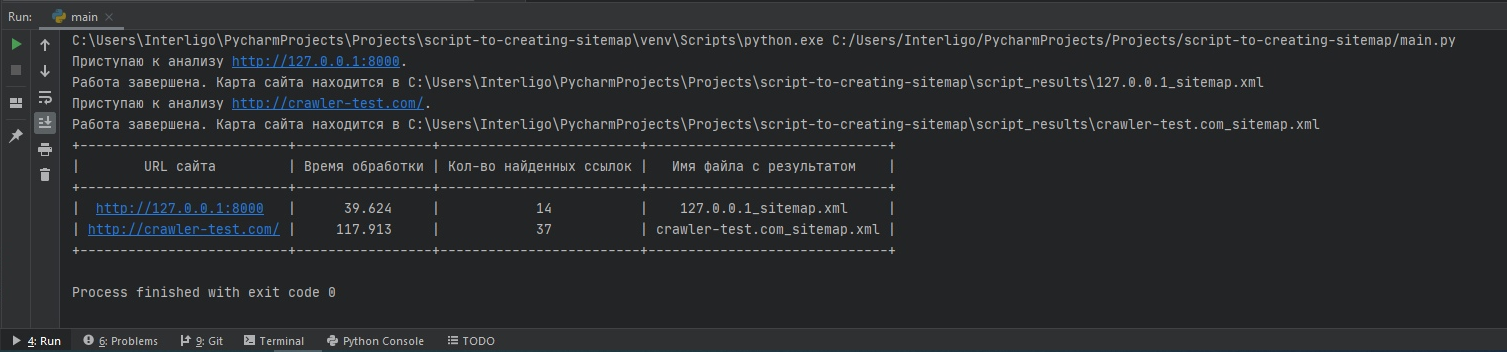 Run: main
C:\Users\Interligo\PycharmProjects\Projects\script-to-creating-sitemap\venv\Scripts\python.exe C:/Users/Interligo/PycharmProjects/Projects/script-to-creating-sitemap/main.py
Приступаю к анализу http://127.0.0.1:8000.
Работа завершена. Карта сайта находится в C:\Users\Interligo\PycharmProjects\Projects\script-to-creating-sitemap\script_results\127.0.0.1_sitemap.xml
Приступаю к анализу http://crawler-test.com/.
Работа завершена. Карта сайта находится в C:\Users\Interligo\PycharmProjects\Projects\script-to-creating-sitemap\script_results\crawler-test.com_sitemap.xml
+--------------------------+-----------------+-------------------------+------------------------------+
| URL сайта | Время обработки | Кол-во найденных ссылок | Имя файла с результатом |
+--------------------------+-----------------+-------------------------+------------------------------+
| http://127.0.0.1:8000 | 39.624 | 14 | 127.0.0.1_sitemap.xml |
| http://crawler-test.com/ | 117.913 | 37 | crawler-test.com_sitemap.xml |
+--------------------------+-----------------+-------------------------+------------------------------+
Process finished with exit code 0
4: Run 6: Problems 9: Git Terminal Python Console TODO